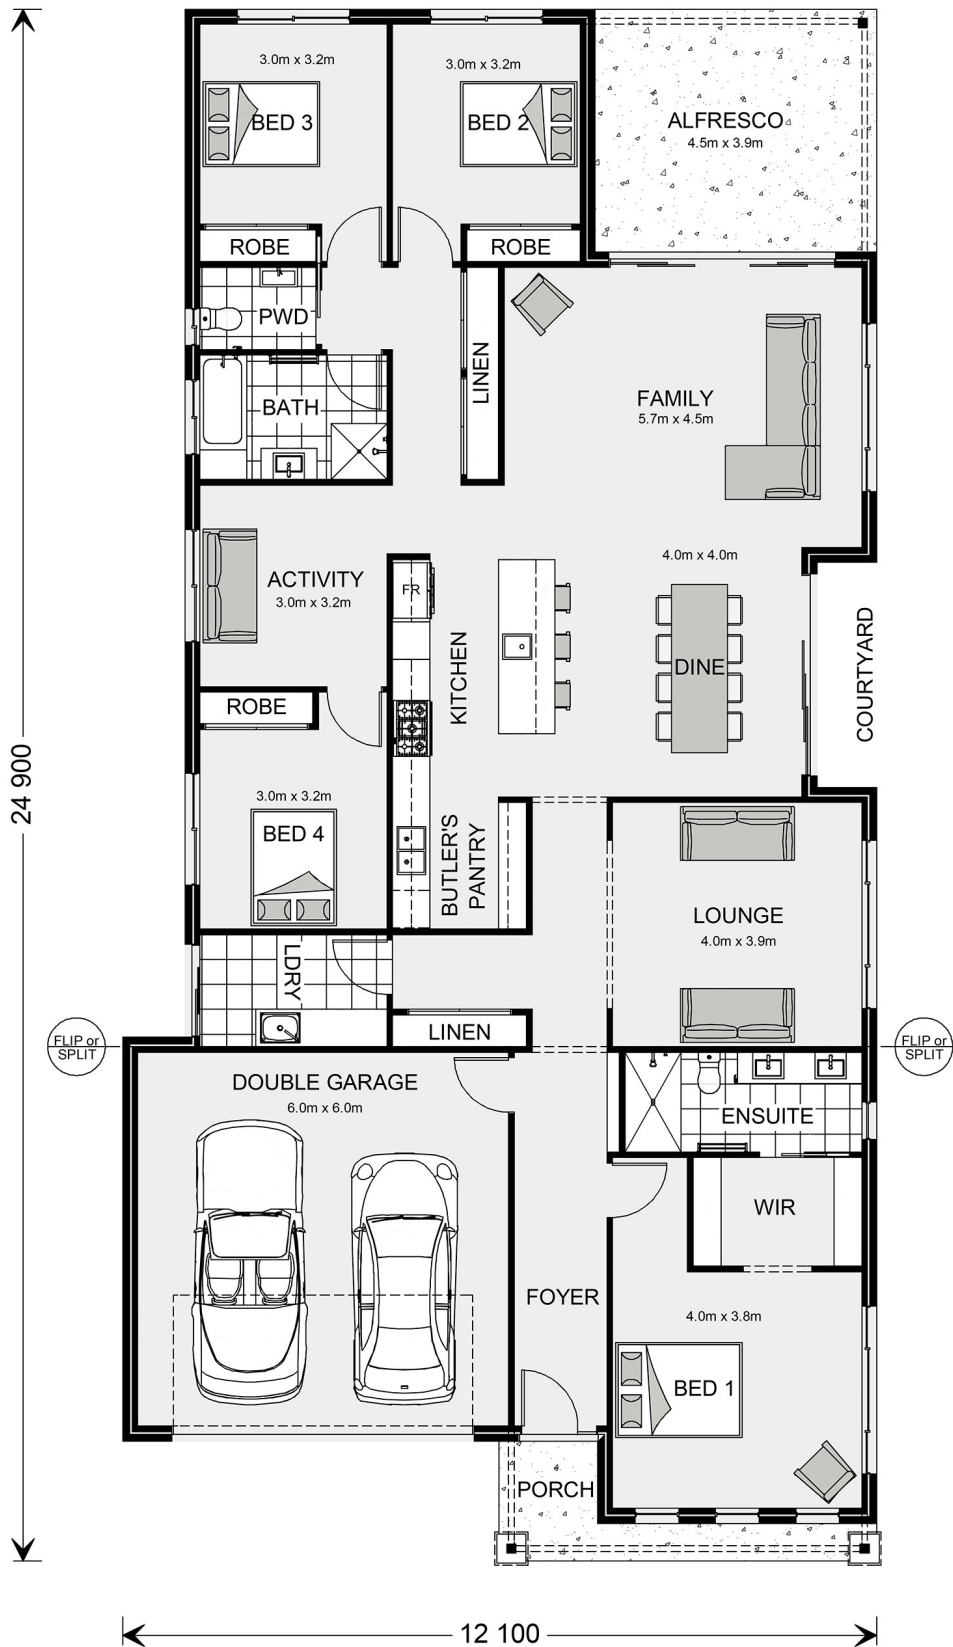 3.0m x 3.2m
BED 3
3.0m x 3.2m
BED 2
ALFRESCO
4.5m x 3.9m
ROBE
ROBE
PWD
LINEN
BATH
FAMILY
5.7m x 4.5m
ACTIVITY
3.0m x 3.2m
FR
4.0m x 4.0m
KITCHEN
DINE
COURTYARD
ROBE
24 900
3.0m x 3.2m
BED 4
BUTLER'S
PANTRY
LOUNGE
4.0m x 3.9m
LDRY
LINEN
FLIP or
SPLIT
FLIP or
SPLIT
DOUBLE GARAGE
6.0m x 6.0m
ENSUITE
WIR
FOYER
4.0m x 3.8m
BED 1
PORCH
12 100